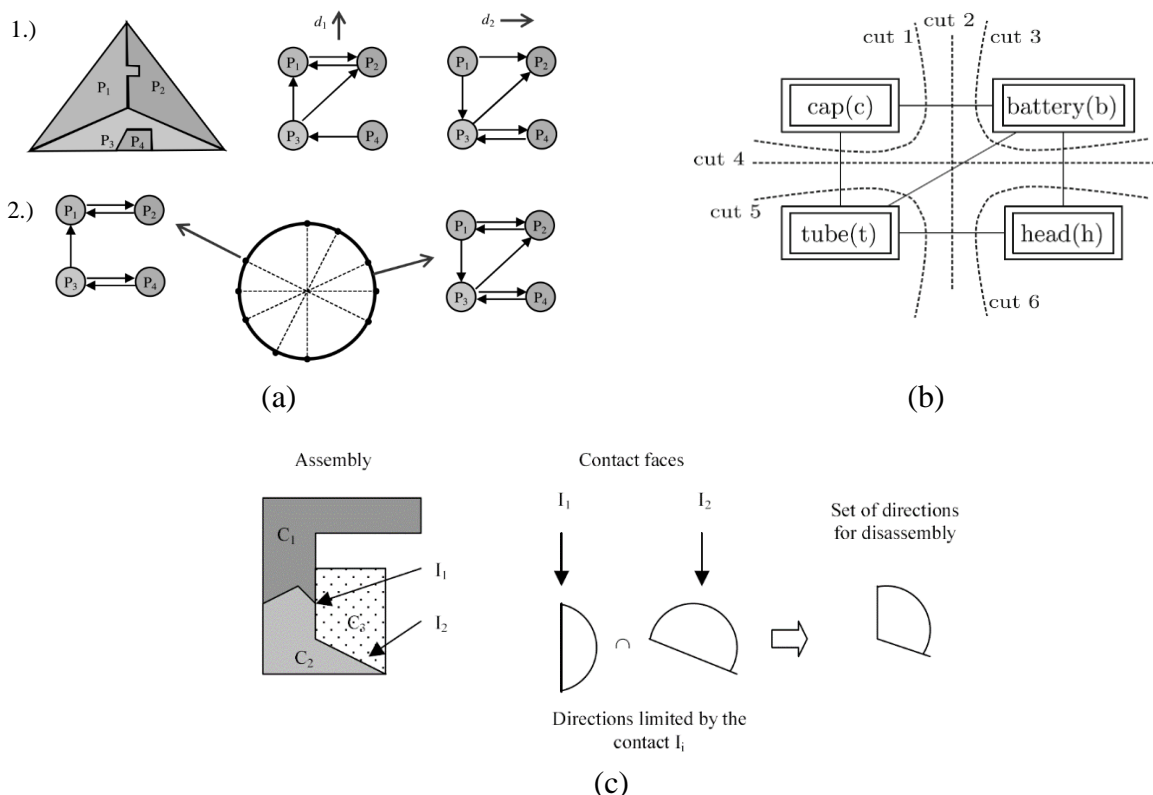 1.)
P1
P2
P3
P4
d1
P1
P2
P3
P4
d2
P1
P2
P3
P4
2.)
P1
P2
P3
P4
P1
P2
P3
P4
(a)
cut 1
cut 2
cut 3
cap(c)
battery(b)
cut 4
cut 5
tube(t)
head(h)
cut 6
(b)
Assembly
C1
C2
C3
I1
I2
Contact faces
I1
I2
∩
Directions limited by the
contact Ii
Set of directions
for disassembly
(c)